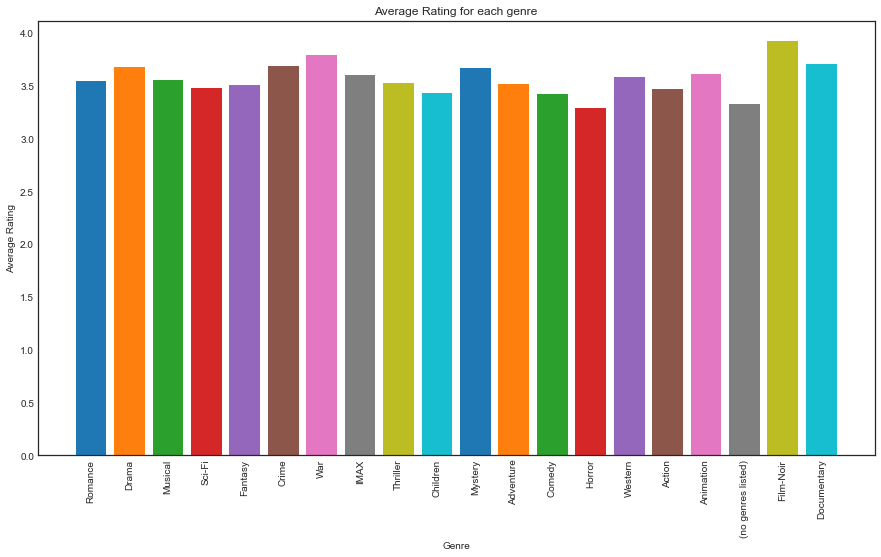 Average Rating for each genre
Average Rating
4.0
3.5
3.0
2.5
2.0
1.5
1.0
0.5
0.0
Romance
Drama
Musical
Sci-Fi
Fantasy
Crime
War
IMAX
Thriller
Children
Mystery
Adventure
Comedy
Horror
Western
Action
Animation
(no genres listed)
Film-Noir
Documentary
Genre